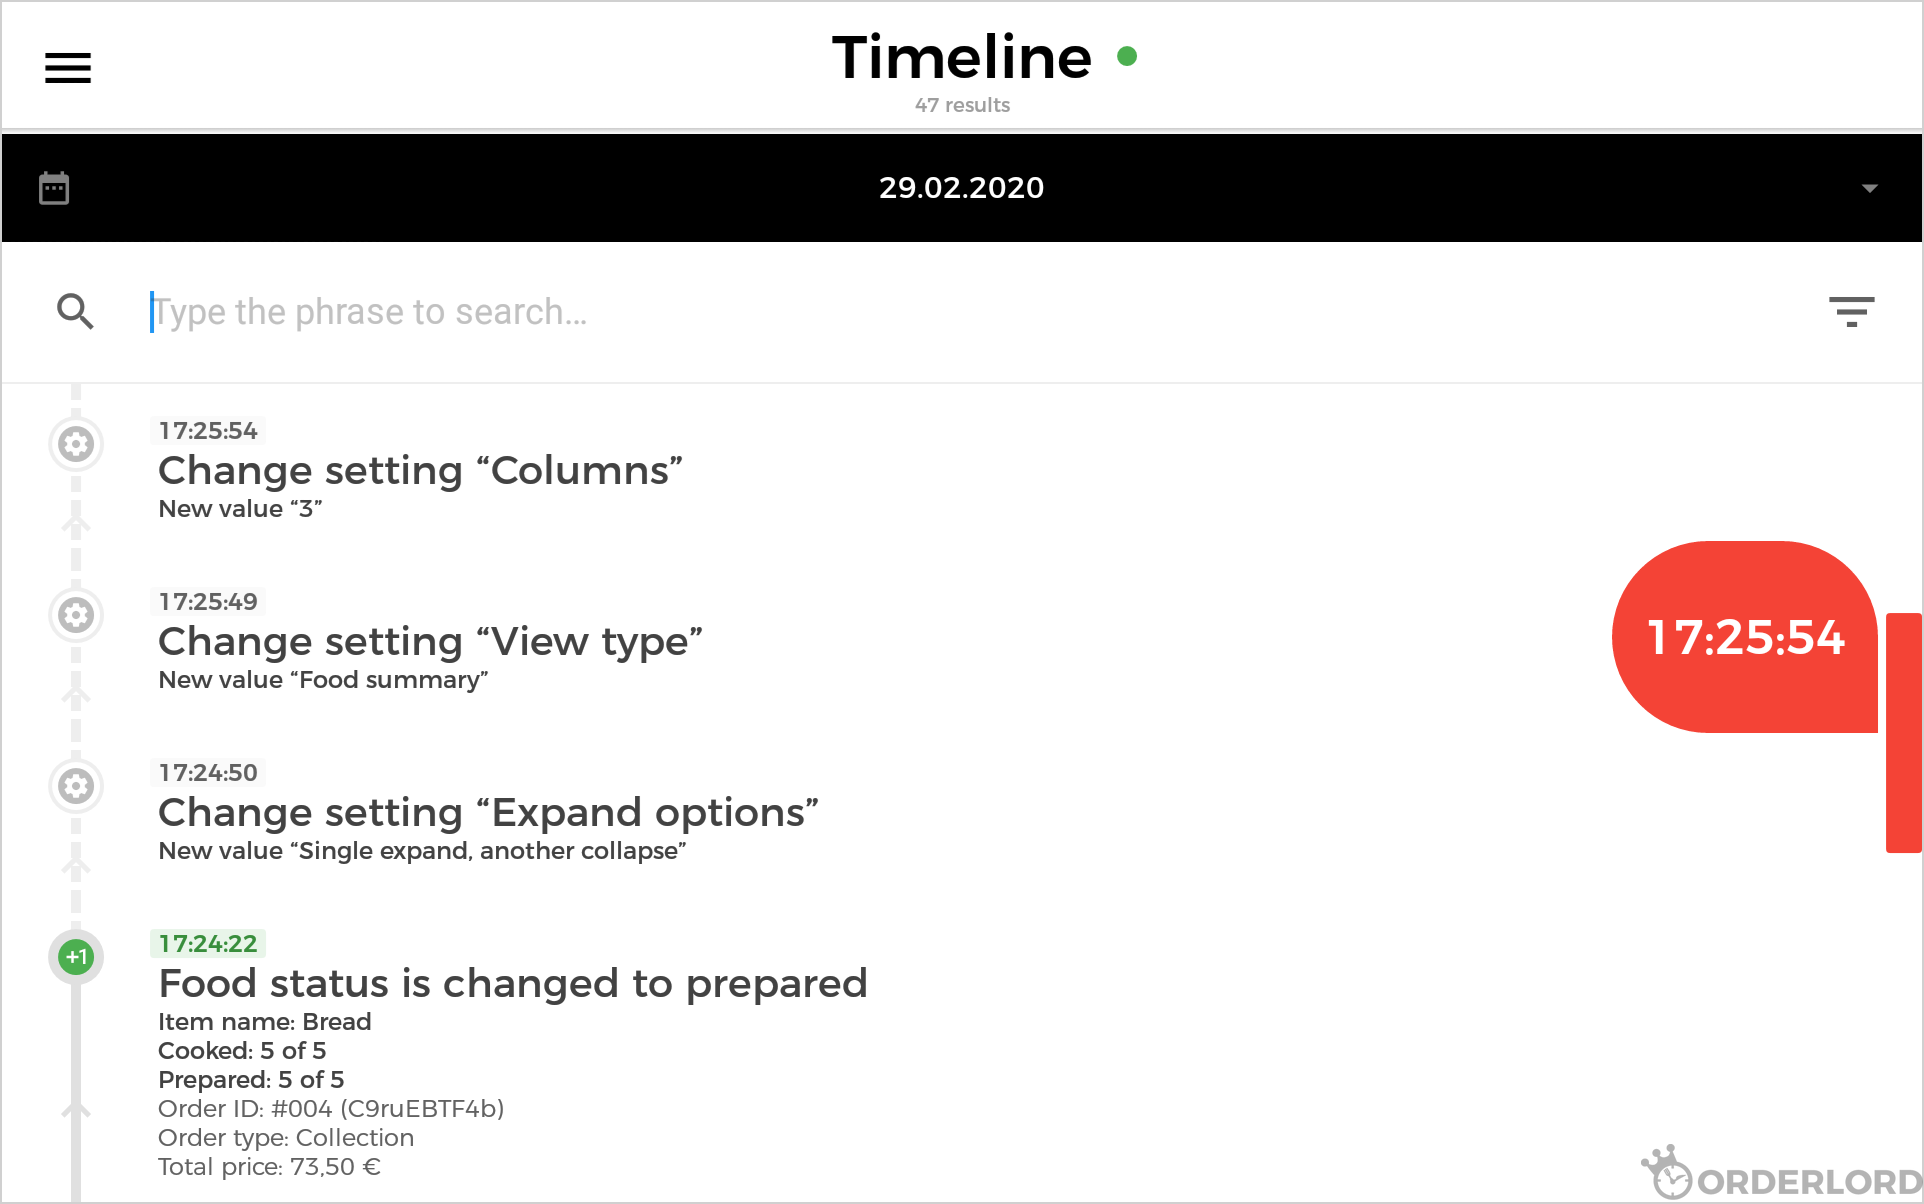 Timeline
47 results
29.02.2020
Type the phrase to search...
17:25:54
Change setting “Columns”
New value “3”
17:25:49
Change setting “View type”
New value “Food summary”
17:25:54
17:24:50
Change setting “Expand options”
New value “Single expand, another collapse”
+1
17:24:22
Food status is changed to prepared
Item name: Bread
Cooked: 5 of 5
Prepared: 5 of 5
Order ID: #004 (C9ruEBTF4b)
Order type: Collection
Total price: 73,50 €
ORDERLORD